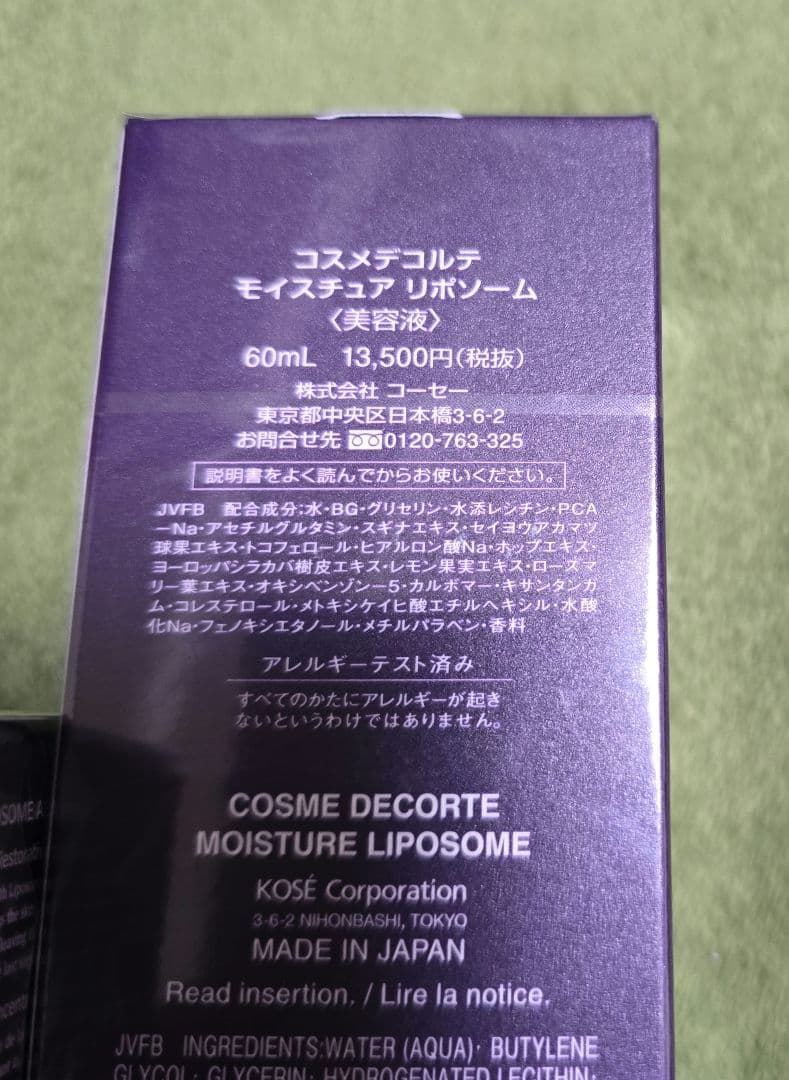 コスメデコルテ
モイスチュア リポソーム
〈美容液〉
60mL 13,500円(税抜)
株式会社 コーセー
東京都中央区日本橋3-6-2
お問合せ先 0120-763-325
説明書をよく読んでからお使いください。
JVFB 配合成分:水・BG・グリセリン・水添レシチン・PCA
ーNa・アセチルグルタミン・スギナエキス・セイヨウアカマツ
球果エキス・トコフェロール・ヒアルロン酸Na・ホップエキス・
ヨーロッパシラカバ樹皮エキス・レモン果実エキス・ローズマ
リー葉エキス・オキシベンゾンー5・カルボマー・キサンタンガ
ム・コレステロール・メトキシケイヒ酸エチルヘキシル・水酸
化Na・フェノキシエタノール・メチルパラベン・香料
アレルギーテスト済み
すべてのかたにアレルギーが起き
ないというわけではありません。
COSME DECORTE
MOISTURE LIPOSOME
KOSÉ Corporation
3-6-2 NIHONBASHI, TOKYO
MADE IN JAPAN
Read insertion. / Lire la notice.
JVFB INGREDIENTS:WATER (AQUA)· BUTYLENE
GLYCOL· GLYCERIN· HYDROGENATED LECITHIN·